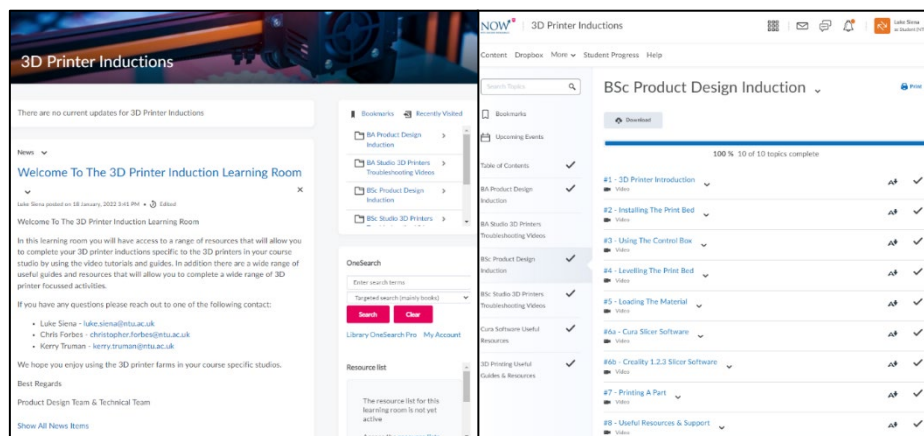 3D Printer Inductions
There are no current updates for 3D Printer Inductions
News
Welcome To The 3D Printer Induction Learning Room
Luke Siena posted on 18 January, 2022 3:41 PM • Edited
Welcome To The 3D Printer Induction Learning Room
In this learning room you will have access to a range of resources that will allow you
to complete your 3D printer inductions specific to the 3D printers in your course
studio by using the video tutorials and guides. In addition there are a wide range of
useful guides and resources that will allow you to complete a wide range of 3D
printer focussed activities.
If you have any questions please reach out to one of the following contact:
• Luke Siena - luke.siena@ntu.ac.uk
• Chris Forbes - christopher.forbes@ntu.ac.uk
• Kerry Truman - kerry.truman@ntu.ac.uk
We hope you enjoy using the 3D printer farms in your course specific studios.
Best Regards
Product Design Team & Technical Team
Show All News Items
Bookmarks Recently Visited
BA Product Design
Induction
BA Studio 3D Printers
Troubleshooting Videos
BSc Product Design
Induction
BSc Studio 3D Printers
OneSearch
Enter search terms
Targeted search (mainly books)
Search Clear
Library OneSearch Pro My Account
Resource list
The resource list for this
learning room is not yet
active
NOW 3D Printer Inductions
Luke Siena
as Student
Content Dropbox More Student Progress Help
Search Topics
Bookmarks
Upcoming Events
Table of Contents
BA Product Design
Induction
BA Studio 3D Printers
Troubleshooting Videos
BSc Product Design
Induction
BSc Studio 3D Printers
Troubleshooting Videos
Cura Software Useful
Resources
3D Printing Useful
Guides & Resources
BSc Product Design Induction
Print
Download
100 % 10 of 10 topics complete
#1 - 3D Printer Introduction
Video
#2 - Installing The Print Bed
Video
#3 - Using The Control Box
Video
#4 - Levelling The Print Bed
Video
#5 - Loading The Material
Video
#6a - Cura Slicer Software
Video
#6b - Creality 1.2.3 Slicor Software
Video
#7 - Printing A Part
Video
#8 - Useful Resources & Support
Video